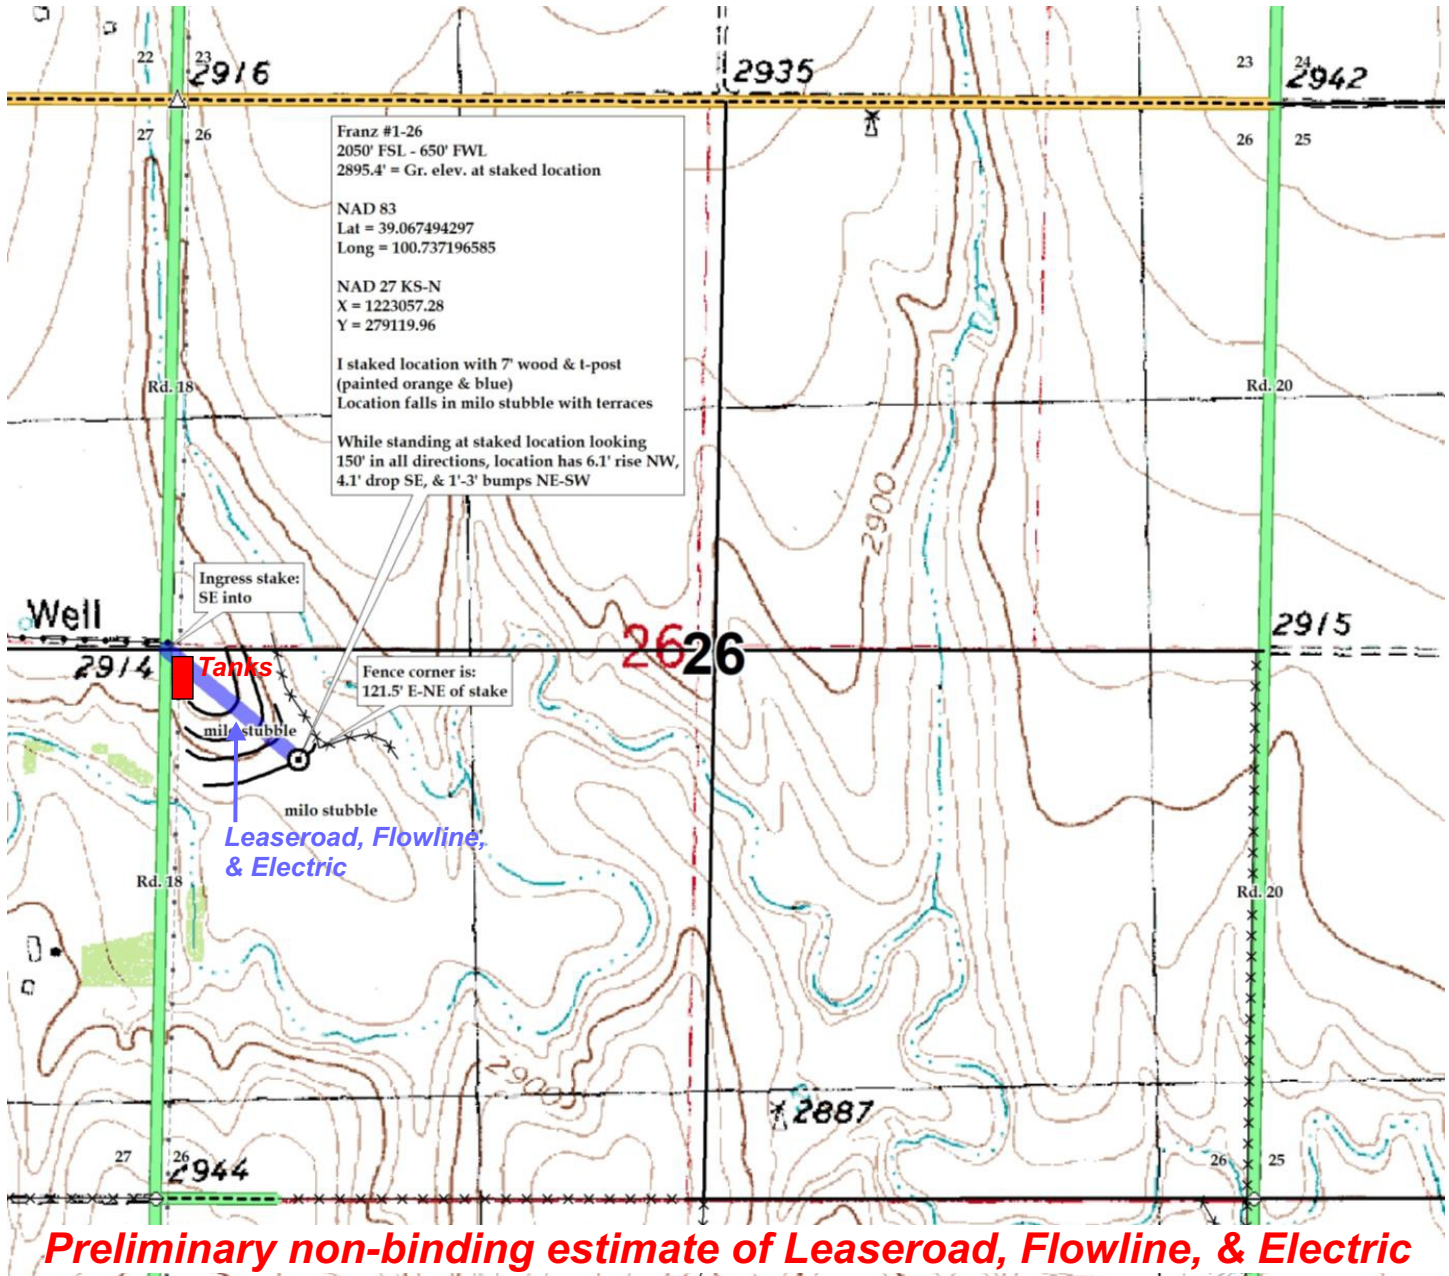 22
23
2916
2935
23
24
2942
27
26
26
25
Franz #1-26
2050' FSL - 650' FWL
2895.4' = Gr. elev. at staked location
NAD 83
Lat = 39.067494297
Long = 100.737196585
NAD 27 KS-N
X = 1223057.28
Y = 279119.96
I staked location with 7' wood & t-post
(painted orange & blue)
Location falls in milo stubble with terraces
While standing at staked location looking
150' in all directions, location has 6.1' rise NW,
4.1' drop SE, & 1'-3' bumps NE-SW
Rd. 18
Rd. 20
2900
Ingress stake:
SE into
Well
2914
Tanks
26
26
2915
Fence corner is:
121.5' E-NE of stake
milo stubble
milo stubble
Leaseroad, Flowline,
& Electric
Rd. 18
Rd. 20
2900
2887
27
26
2944
26
25
Preliminary non-binding estimate of Leaseroad, Flowline, & Electric